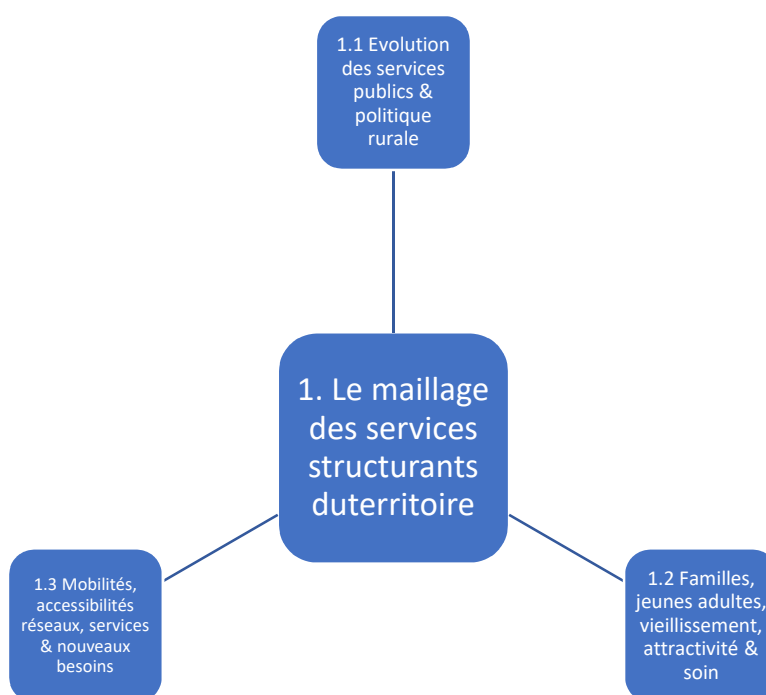 1.1 Evolution
des services
publics &
politique
rurale
1. Le maillage
des services
structurants
duterritoire
1.3 Mobilités,
accessibilités
réseaux, services
& nouveaux
besoins
1.2 Familles,
jeunes adultes,
vieillissement,
attractivité &
soin